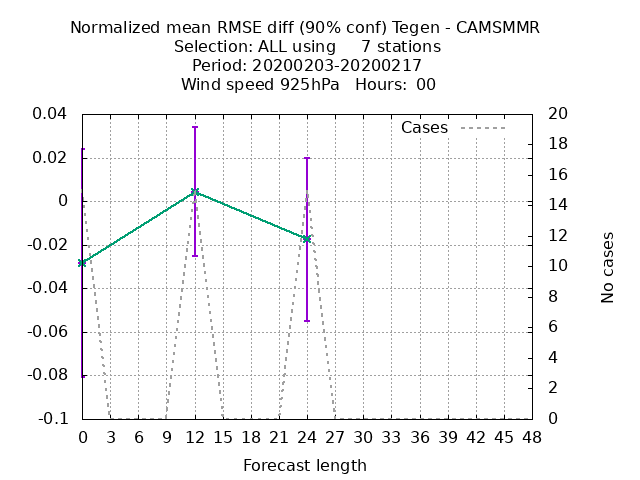 Normalized mean RMSE diff (90% conf) Tegen - CAMSMMR
Selection: ALL using     7 stations
Period: 20200203-20200217
Wind speed 925hPa   Hours:  00
Cases
0.04
0.02
0
-0.02
-0.04
-0.06
-0.08
-0.1
20
18
16
14
12
10
8
6
4
2
0
No cases
0 3 6 9 12 15 18 21 24 27 30 33 36 39 42 45 48
Forecast length